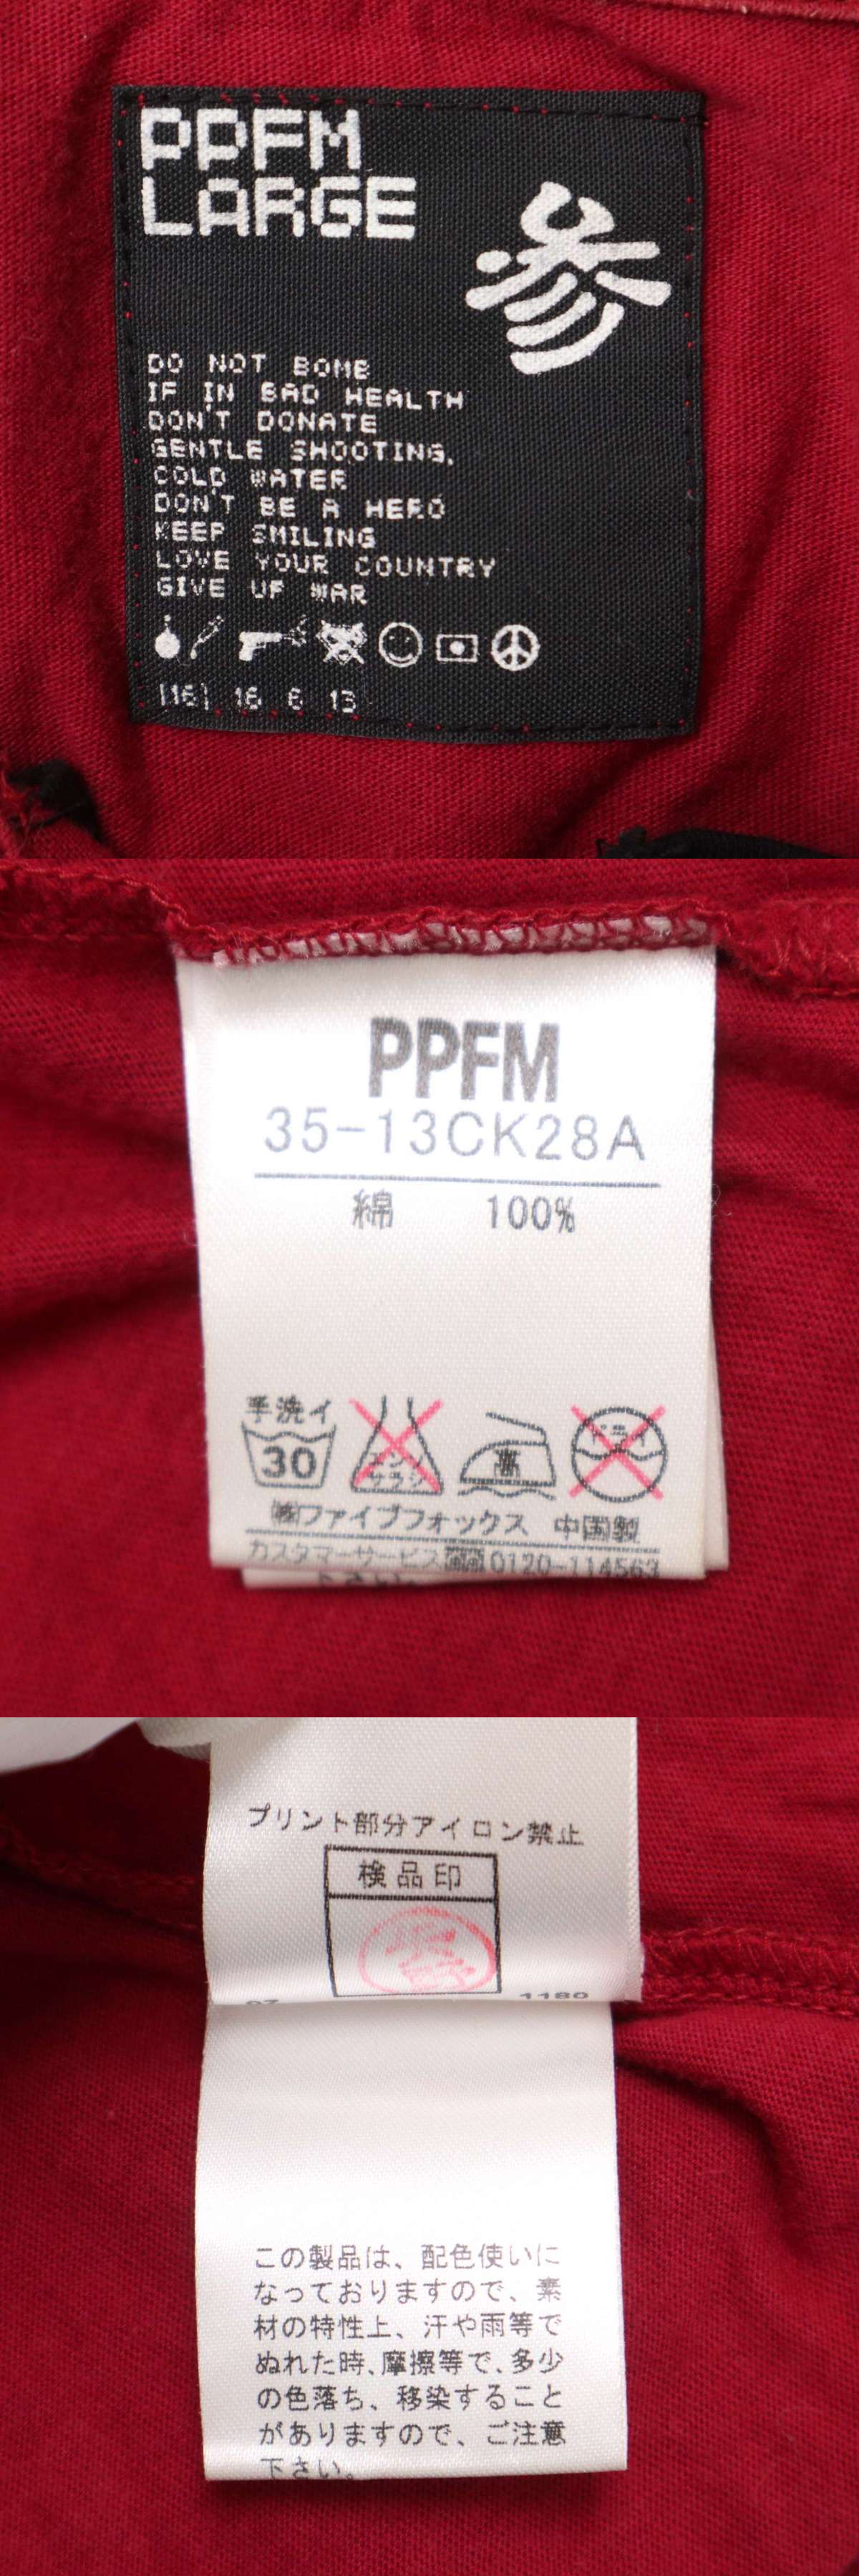 PPFM
LARGE
参
DO NOT BOMB
IF IN BAD HEALTH
DON'T DONATE
GENTLE SHOOTING.
COLD WATER
DON'T BE A HERO
KEEP SMILING
LOVE YOUR COUNTRY
GIVE UP WAR
[16] 16 6 13
PPFM
35-13CK28A
綿 100%
手洗イ
30
エンソ
サラシ
高
ドライ
㈱ファイブフォックス 中国製
カスタマーサービス 0120-114563
下さい。
プリント部分アイロン禁止
検品印
1180
この製品は、配色使いに
なっておりますので、素
材の特性上、汗や雨等で
ぬれた時、摩擦等で、多少
の色落ち、移染すること
がありますので、ご注意
下さい。